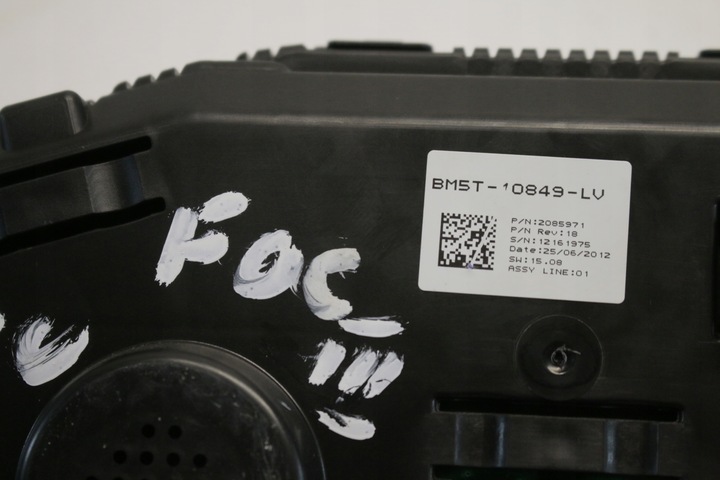 BM5T-10849-LV
P/N:2085971
P/N Rev:18
S/N:12161975
Date:25/06/2012
SW:15.08
ASSY LINE:01
FOC